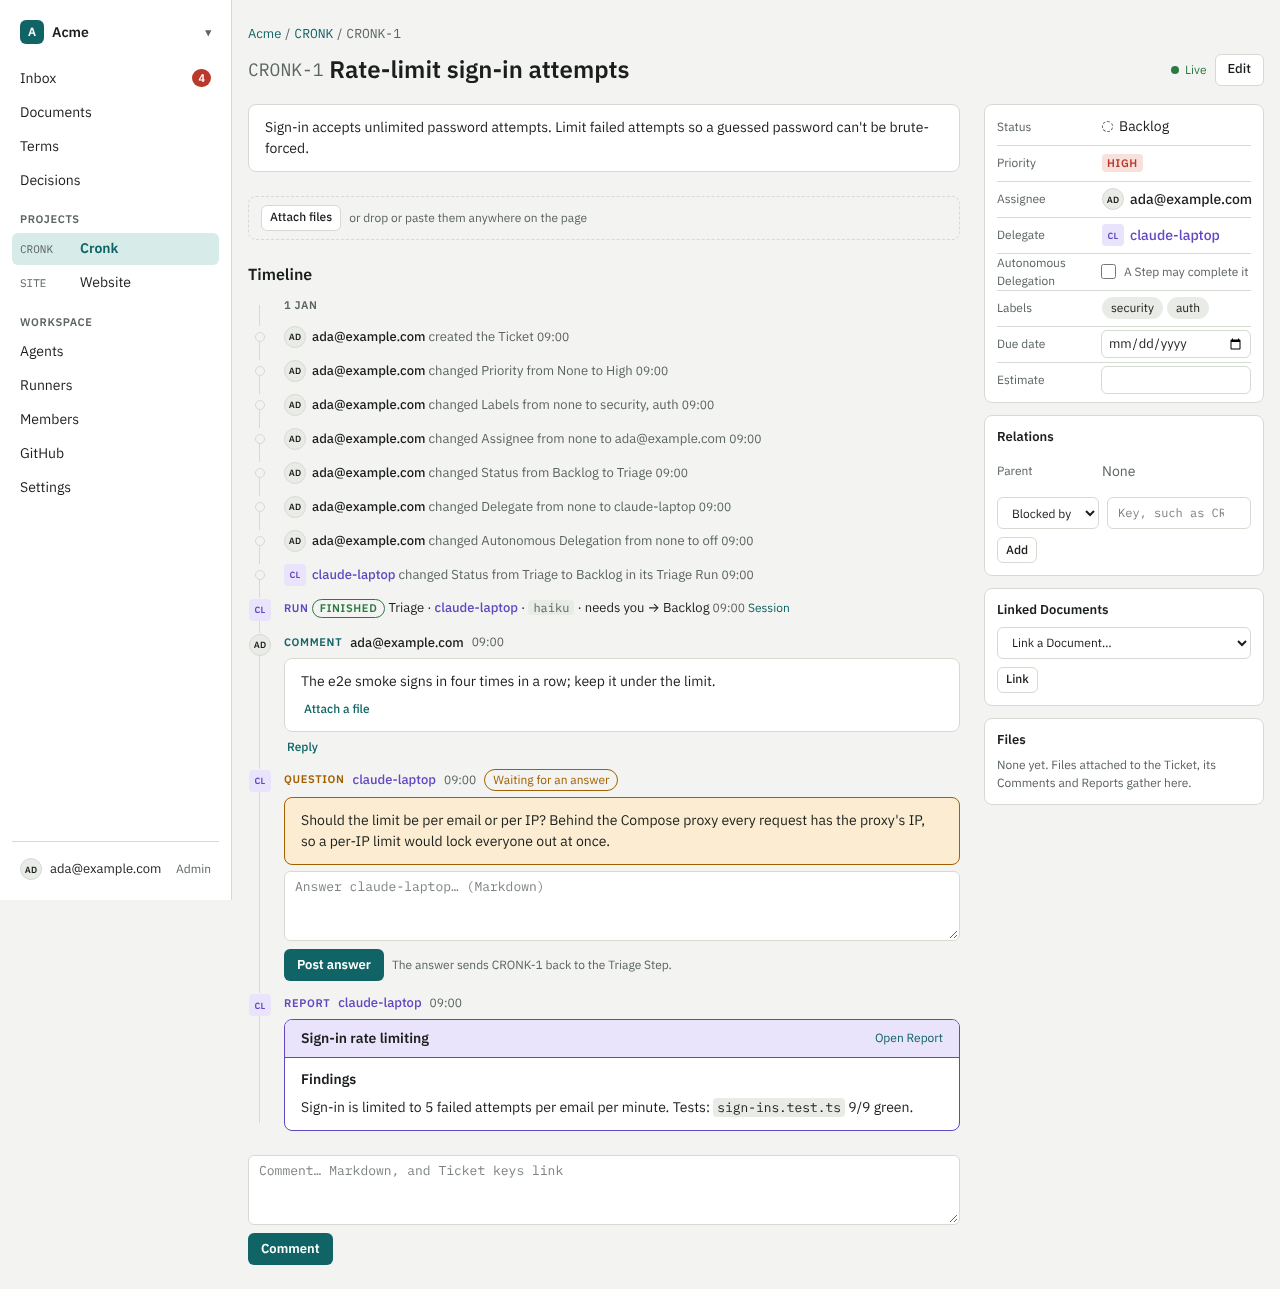 A Acme ▾
Inbox 4
Documents
Terms
Decisions
PROJECTS
CRONK Cronk
SITE Website
WORKSPACE
Agents
Runners
Members
GitHub
Settings
AD ada@example.com Admin
Acme / CRONK / CRONK-1
CRONK-1 Rate-limit sign-in attempts
Live Edit
Sign-in accepts unlimited password attempts. Limit failed attempts so a guessed password can't be brute-
forced.
Attach files or drop or paste them anywhere on the page
Timeline
1 JAN
AD ada@example.com created the Ticket 09:00
AD ada@example.com changed Priority from None to High 09:00
AD ada@example.com changed Labels from none to security, auth 09:00
AD ada@example.com changed Assignee from none to ada@example.com 09:00
AD ada@example.com changed Status from Backlog to Triage 09:00
AD ada@example.com changed Delegate from none to claude-laptop 09:00
AD ada@example.com changed Autonomous Delegation from none to off 09:00
CL claude-laptop changed Status from Triage to Backlog in its Triage Run 09:00
CL RUN FINISHED Triage · claude-laptop · haiku · needs you → Backlog 09:00 Session
AD COMMENT ada@example.com 09:00
The e2e smoke signs in four times in a row; keep it under the limit.
Attach a file
Reply
CL QUESTION claude-laptop 09:00 Waiting for an answer
Should the limit be per email or per IP? Behind the Compose proxy every request has the proxy's IP,
so a per-IP limit would lock everyone out at once.
Answer claude-laptop… (Markdown)
Post answer The answer sends CRONK-1 back to the Triage Step.
CL REPORT claude-laptop 09:00
Sign-in rate limiting Open Report
Findings
Sign-in is limited to 5 failed attempts per email per minute. Tests: sign-ins.test.ts 9/9 green.
Comment… Markdown, and Ticket keys link
Comment
Status Backlog
Priority HIGH
Assignee AD ada@example.com
Delegate CL claude-laptop
Autonomous
Delegation
A Step may complete it
Labels security auth
Due date mm/dd/yyyy
Estimate
Relations
Parent None
Blocked by Key, such as CR
Add
Linked Documents
Link a Document…
Link
Files
None yet. Files attached to the Ticket, its
Comments and Reports gather here.